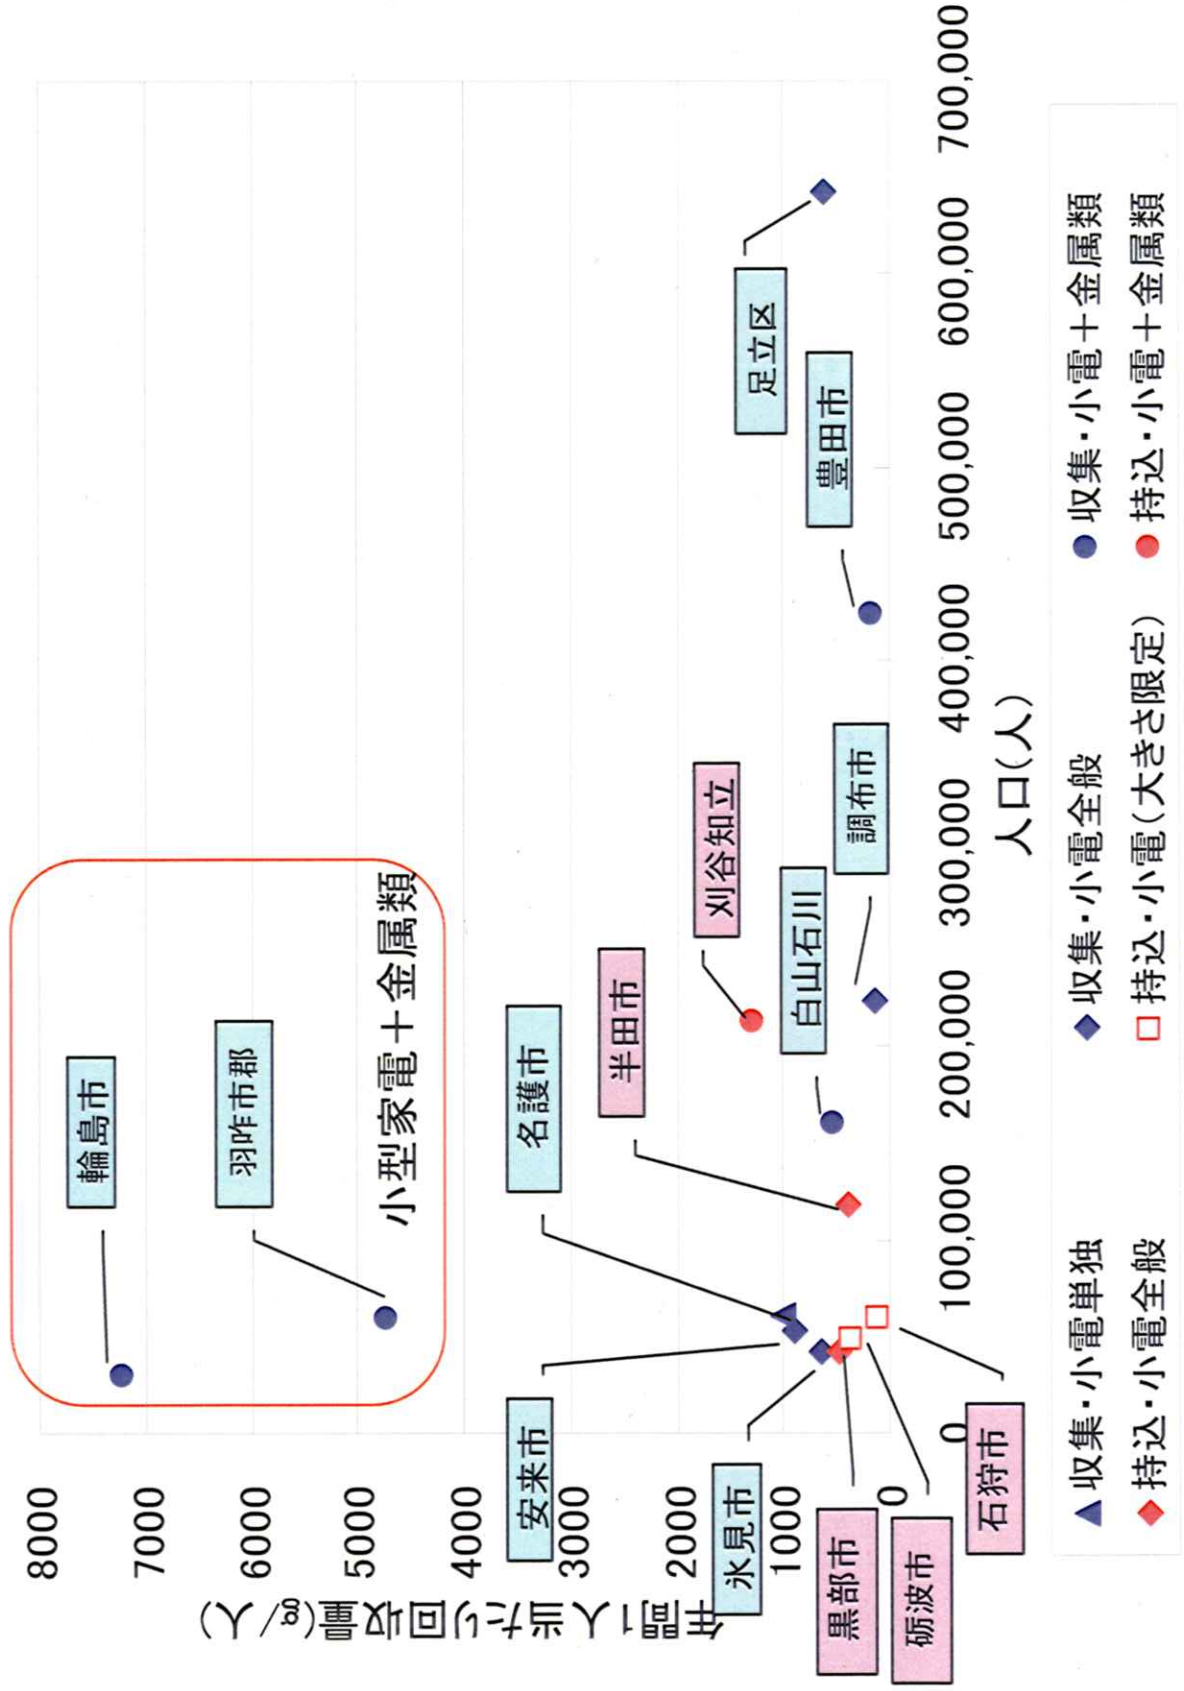 年間1人当たり回収量(g/人)
8000
7000
6000
5000
4000
3000
2000
1000
0
輪島市
羽咋市郡
小型家電＋金属類
安来市
名護市
半田市
刈谷知立
白山石川
調布市
豊田市
足立区
氷見市
黒部市
砺波市
石狩市
0
100,000
200,000
300,000
400,000
500,000
600,000
700,000
人口(人)
収集・小電単独
収集・小電全般
収集・小電＋金属類
持込・小電全般
持込・小電(大きさ限定)
持込・小電＋金属類